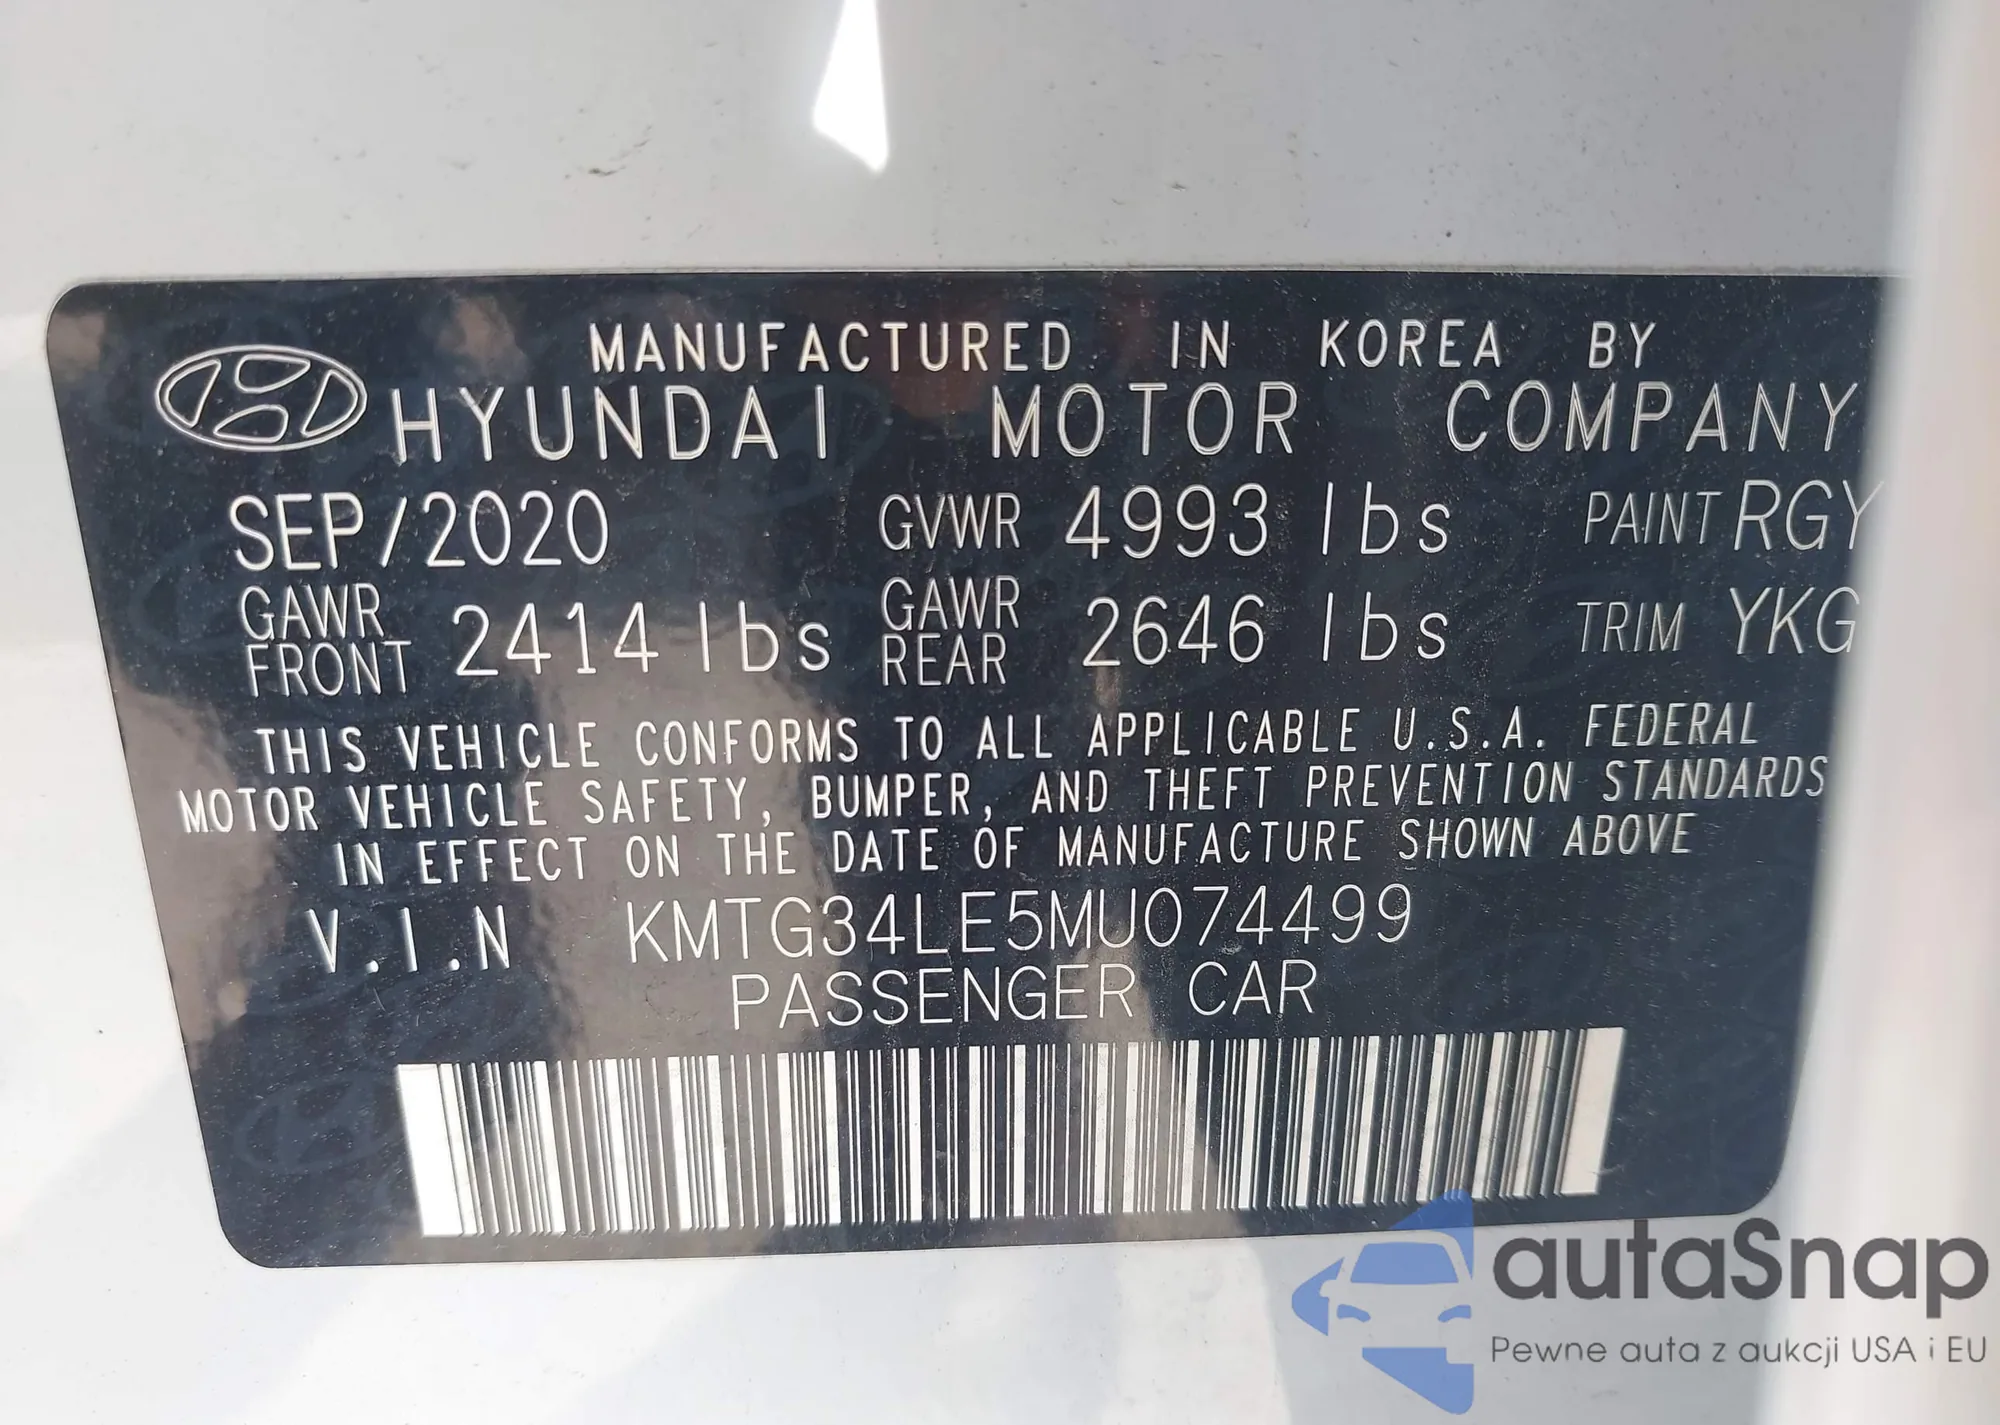 MANUFACTURED IN KOREA BY
HYUNDAI MOTOR COMPANY
SEP/2020 GVWR 4993 lbs PAINT RGY
GAWR FRONT 2414 lbs GAWR REAR 2646 lbs TRIM YKG
THIS VEHICLE CONFORMS TO ALL APPLICABLE U.S.A. FEDERAL
MOTOR VEHICLE SAFETY, BUMPER, AND THEFT PREVENTION STANDARDS
IN EFFECT ON THE DATE OF MANUFACTURE SHOWN ABOVE
V.I.N KMTG34LE5MU074499
PASSENGER CAR
autaSnap
Pewne auta z aukcji USA i EU